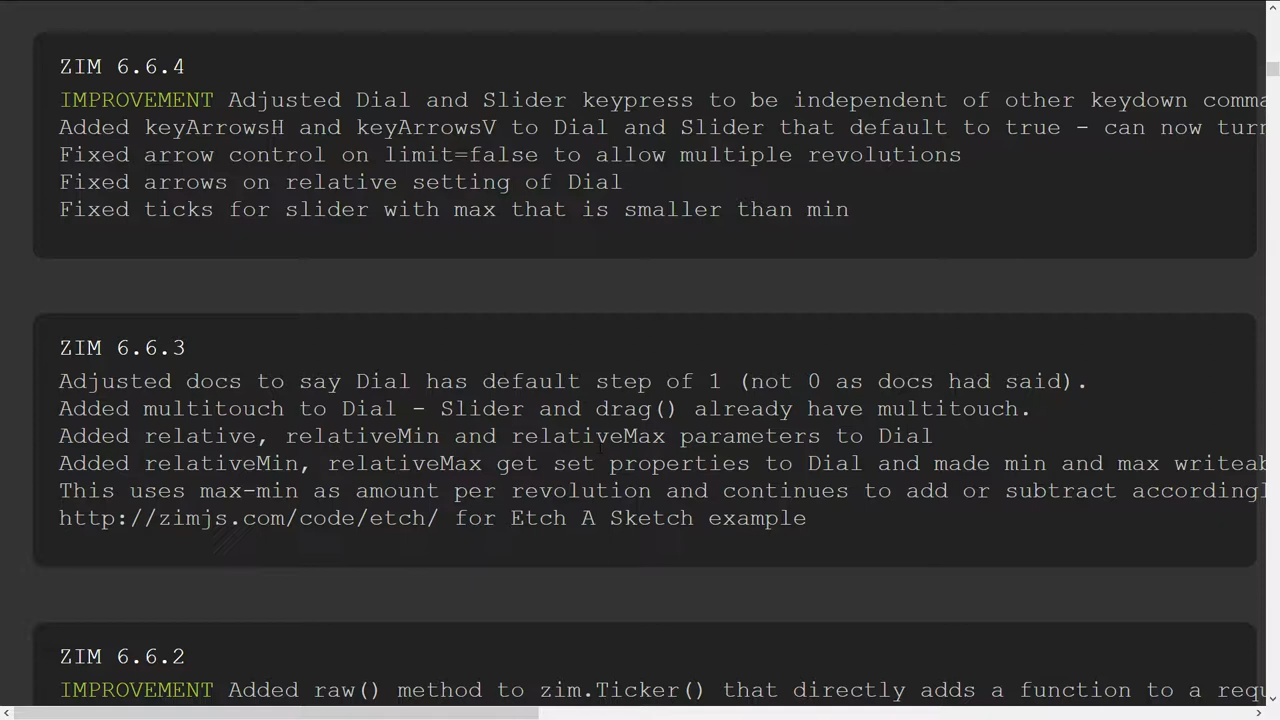 ZIM 6.6.4
IMPROVEMENT Adjusted Dial and Slider keypress to be independent of other keydown
Added keyArrowsH and keyArrowsV to Dial and Slider that default to true - can now
Fixed arrow control on limit=false to allow multiple revolutions
Fixed arrows on relative setting of Dial
Fixed ticks for slider with max that is smaller than min
ZIM 6.6.3
Adjusted docs to say Dial has default step of 1 (not 0 as docs had said).
Added multitouch to Dial - Slider and drag() already have multitouch.
Added relative, relativeMin and relativeMax parameters to Dial
Added relativeMin, relativeMax get set properties to Dial and made min and max
This uses max-min as amount per revolution and continues to add or subtract
http://zimjs.com/code/etch/ for Etch A Sketch example
ZIM 6.6.2
IMPROVEMENT Added raw() method to zim.Ticker() that directly adds a function to a